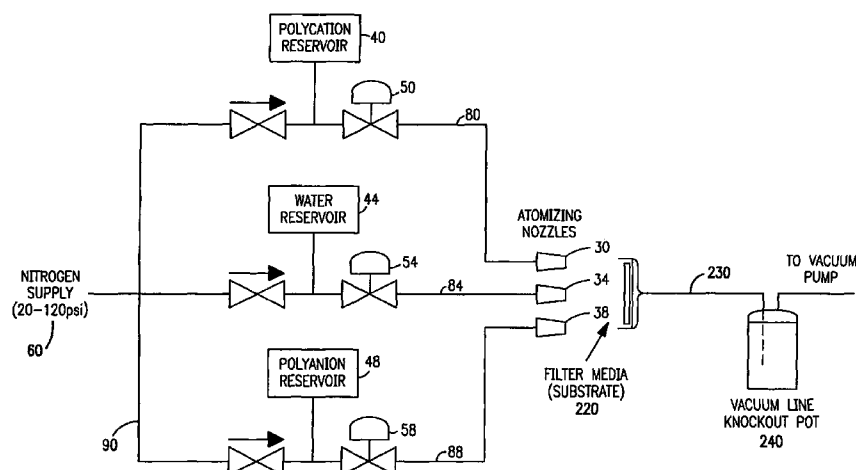 POLYCATION
RESERVOIR
40
50
80
WATER
RESERVOIR
44
54
84
ATOMIZING
NOZZLES
30
34
38
NITROGEN
SUPPLY
(20-120psi)
60
230
TO VACUUM
PUMP
POLYANION
RESERVOIR
48
58
88
90
FILTER MEDIA
(SUBSTRATE)
220
VACUUM LINE
KNOCKOUT POT
240